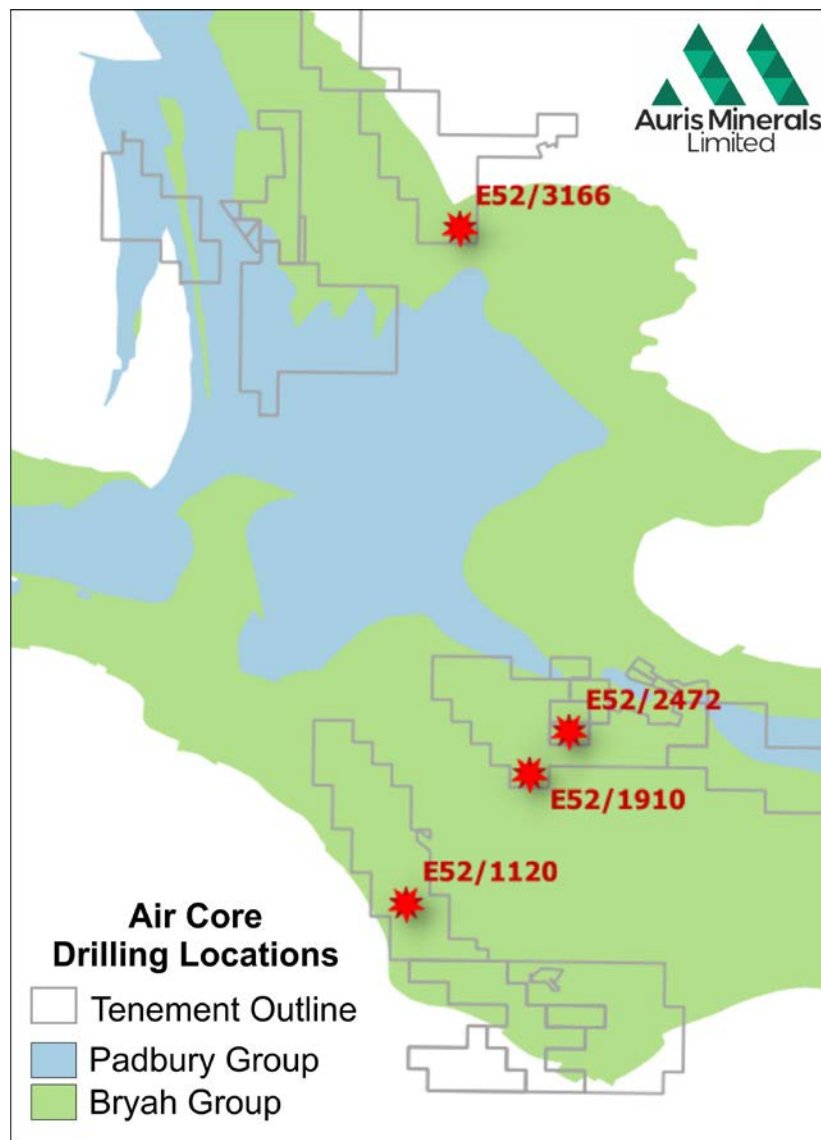 Auris Minerals
Limited
E52/3166
E52/2472
E52/1910
E52/1120
Air Core
Drilling Locations
Tenement Outline
Padbury Group
Bryah Group